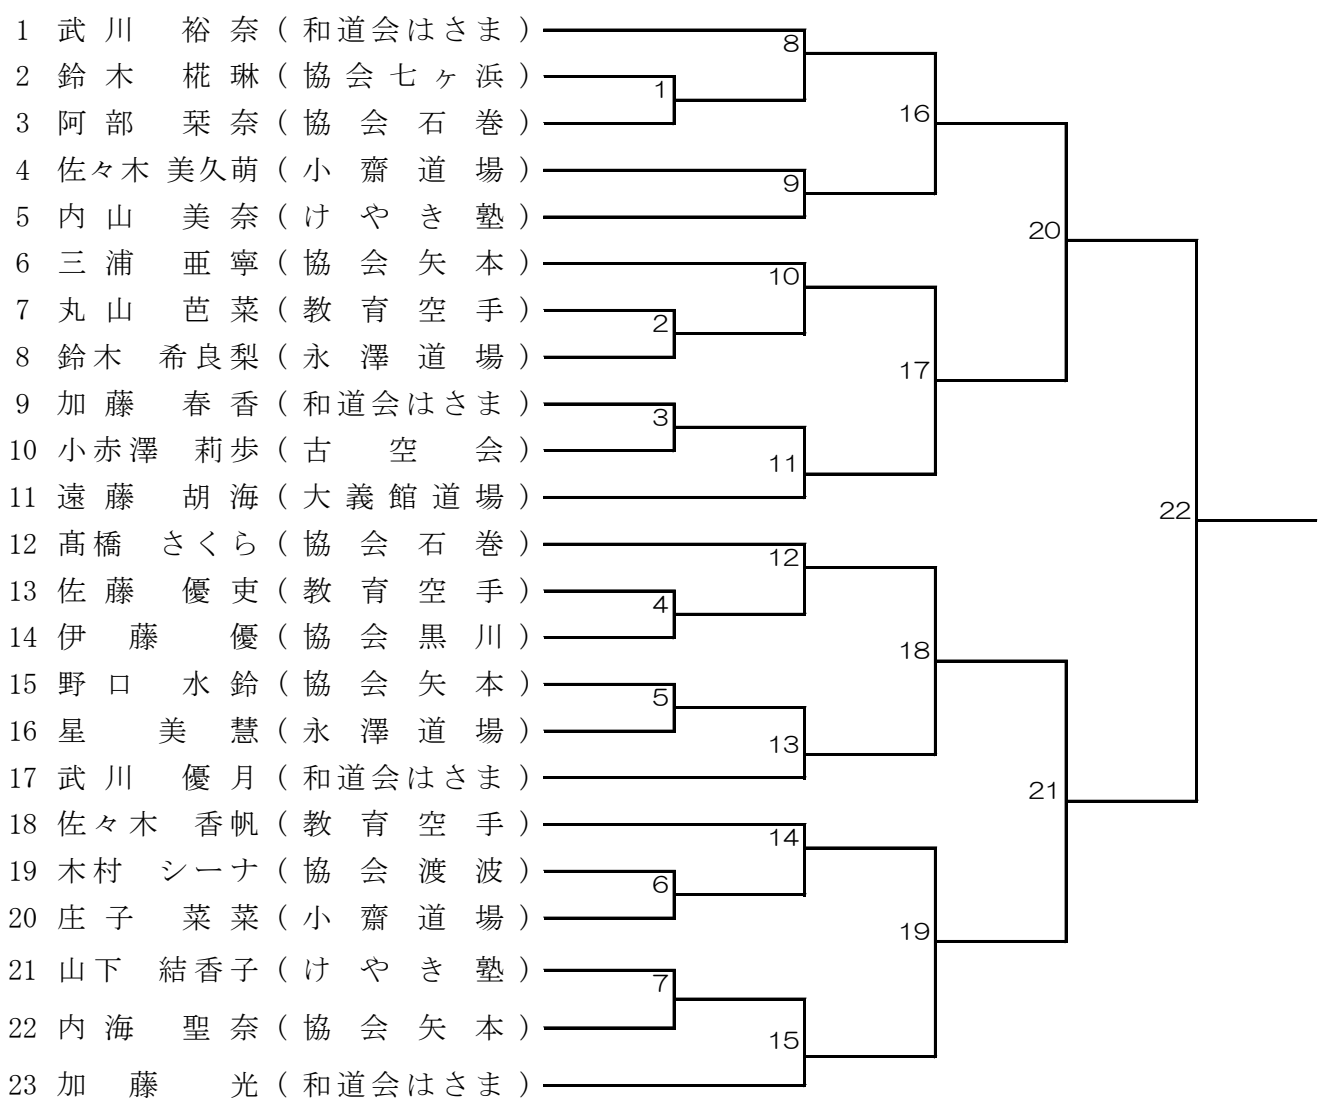 1 武川 裕奈 (和道会はさま)
2 鈴木 椛琳 (協会七ヶ浜)
3 阿部 栞奈 (協会石巻)
4 佐々木 美久萌 (小齋道場)
5 内山 美奈 (けやき塾)
6 三浦 亜寧 (協会矢本)
7 丸山 芭菜 (教育空手)
8 鈴木 希良梨 (永澤道場)
9 加藤 春香 (和道会はさま)
10 小赤澤 莉歩 (古空会)
11 遠藤 胡海 (大義館道場)
12 髙橋 さくら (協会石巻)
13 佐藤 優吏 (教育空手)
14 伊藤 優 (協会黒川)
15 野口 水鈴 (協会矢本)
16 星 美慧 (永澤道場)
17 武川 優月 (和道会はさま)
18 佐々木 香帆 (教育空手)
19 木村 シーナ (協会渡波)
20 庄子 菜菜 (小齋道場)
21 山下 結香子 (けやき塾)
22 内海 聖奈 (協会矢本)
23 加藤 光 (和道会はさま)
1
2
3
4
5
6
7
8
9
10
11
12
13
14
15
16
17
18
19
20
21
22